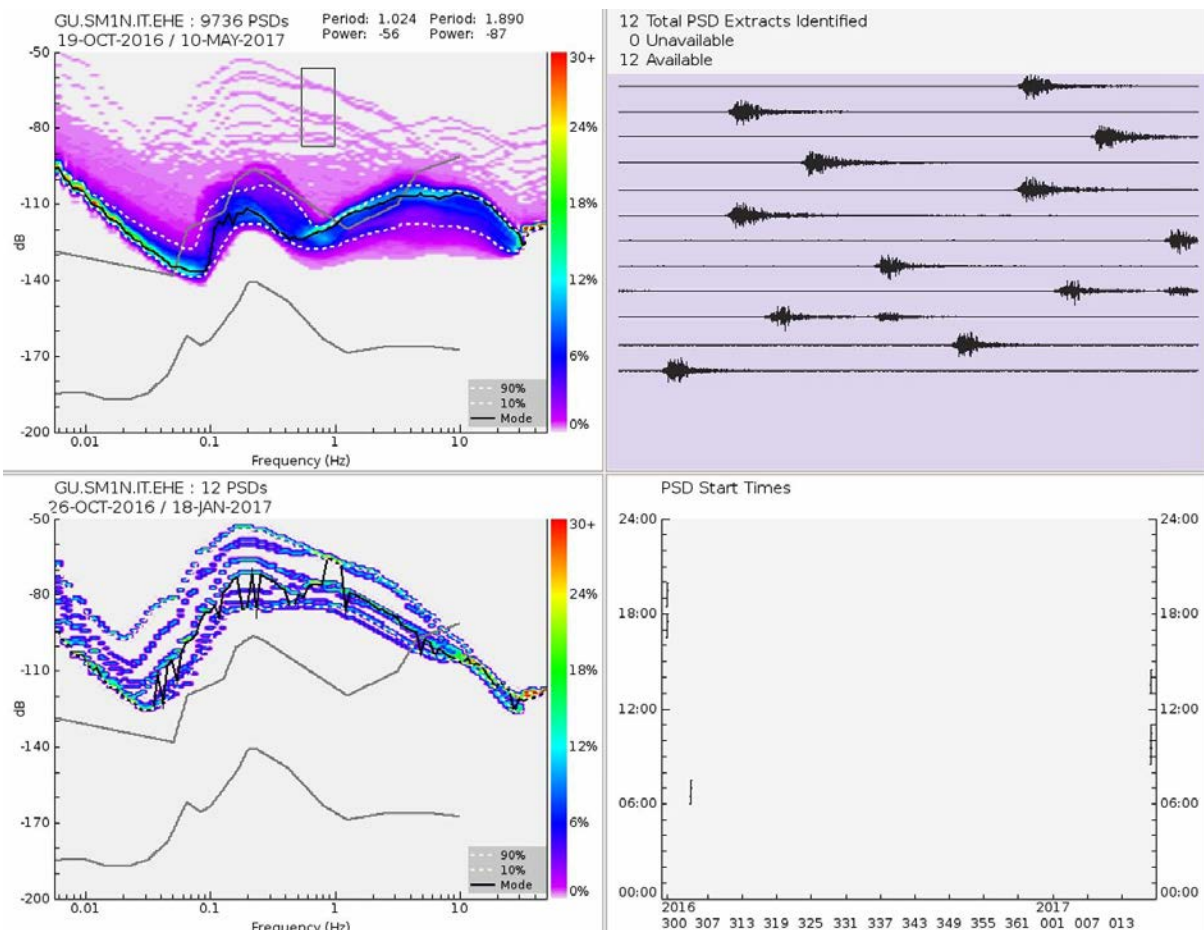 GU.SM1N.IT.EHE : 9736 PSDs
19-OCT-2016 / 10-MAY-2017
Period: 1.024 Period: 1.890
Power: -56 Power: -87
-50
-80
-110
-140
-170
-200
dB
0.01 0.1 1 10
Frequency (Hz)
90%
10%
Mode
30+
24%
18%
12%
6%
0%
12 Total PSD Extracts Identified
0 Unavailable
12 Available
GU.SM1N.IT.EHE : 12 PSDs
26-OCT-2016 / 18-JAN-2017
-50
-80
-110
-140
-170
-200
dB
0.01 0.1 1 10
Frequency (Hz)
90%
10%
Mode
30+
24%
18%
12%
6%
0%
PSD Start Times
24:00 24:00
18:00 18:00
12:00 12:00
06:00 06:00
00:00 00:00
2016 2017
300 307 313 319 325 331 337 343 349 355 361 001 007 013